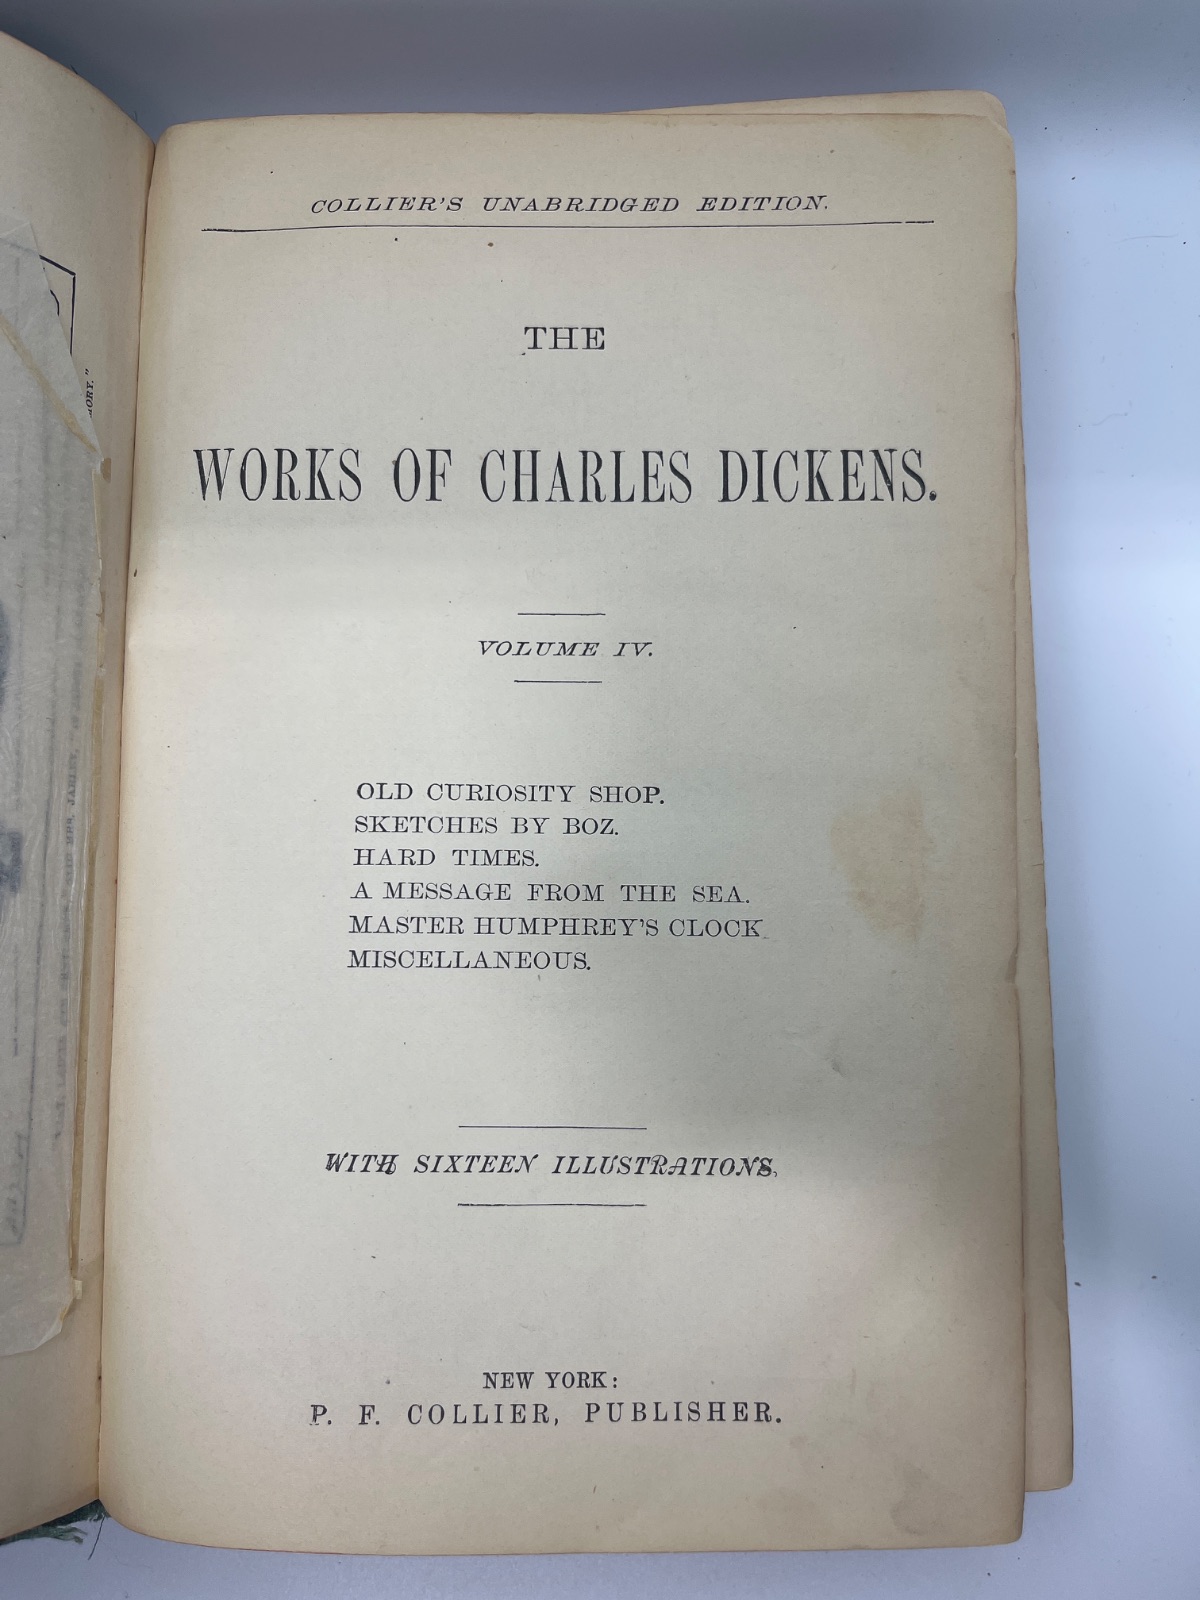 COLLIER'S UNABRIDGED EDITION.
THE
WORKS OF CHARLES DICKENS.
VOLUME IV.
OLD CURIOSITY SHOP.
SKETCHES BY BOZ.
HARD TIMES.
A MESSAGE FROM THE SEA.
MASTER HUMPHREY'S CLOCK
MISCELLANEOUS.
WITH SIXTEEN ILLUSTRATIONS,
NEW YORK:
P. F. COLLIER, PUBLISHER.